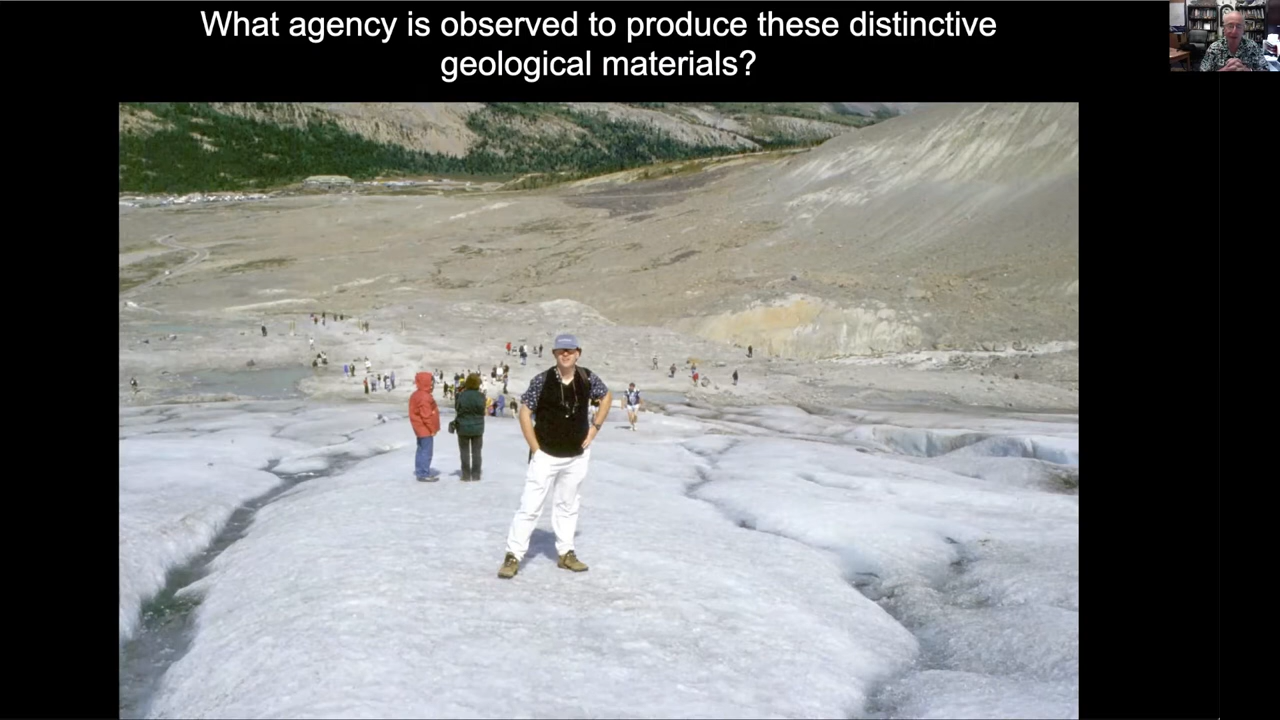 What agency is observed to produce these distinctive
geological materials?